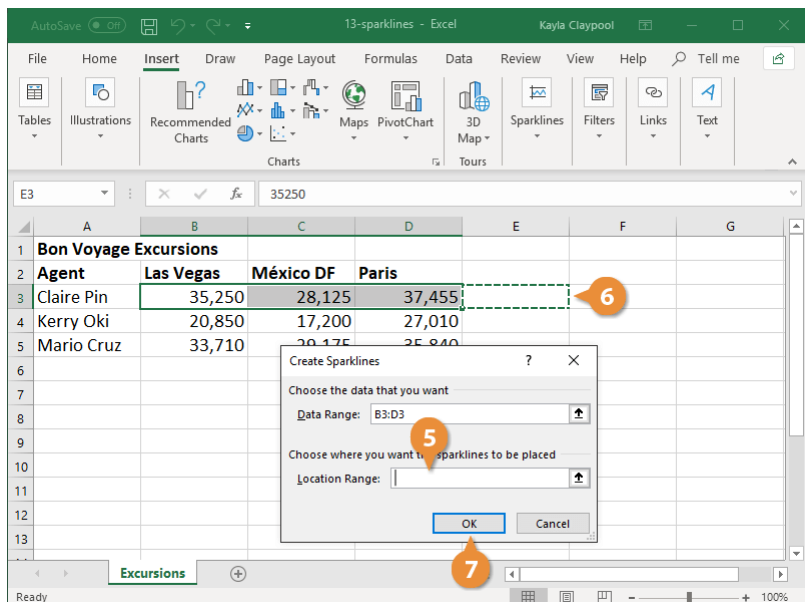 AutoSave Off 13-sparklines - Excel Kayla Claypool
File Home Insert Draw Page Layout Formulas Data Review View Help Tell me
Tables Illustrations Recommended Charts Maps PivotChart 3D Map Sparklines Filters Links Text
Charts Tours
E3 fx 35250
A B C D E F G
1 Bon Voyage Excursions
2 Agent Las Vegas México DF Paris
3 Claire Pin 35,250 28,125 37,455 6
4 Kerry Oki 20,850 17,200 27,010
5 Mario Cruz 33,710 29,175 35,840
6 Create Sparklines ? ×
7 Choose the data that you want
8 Data Range: B3:D3
5
9 Choose where you want the sparklines to be placed
10
11 Location Range:
12
13 OK Cancel
7
Excursions
Ready 100%